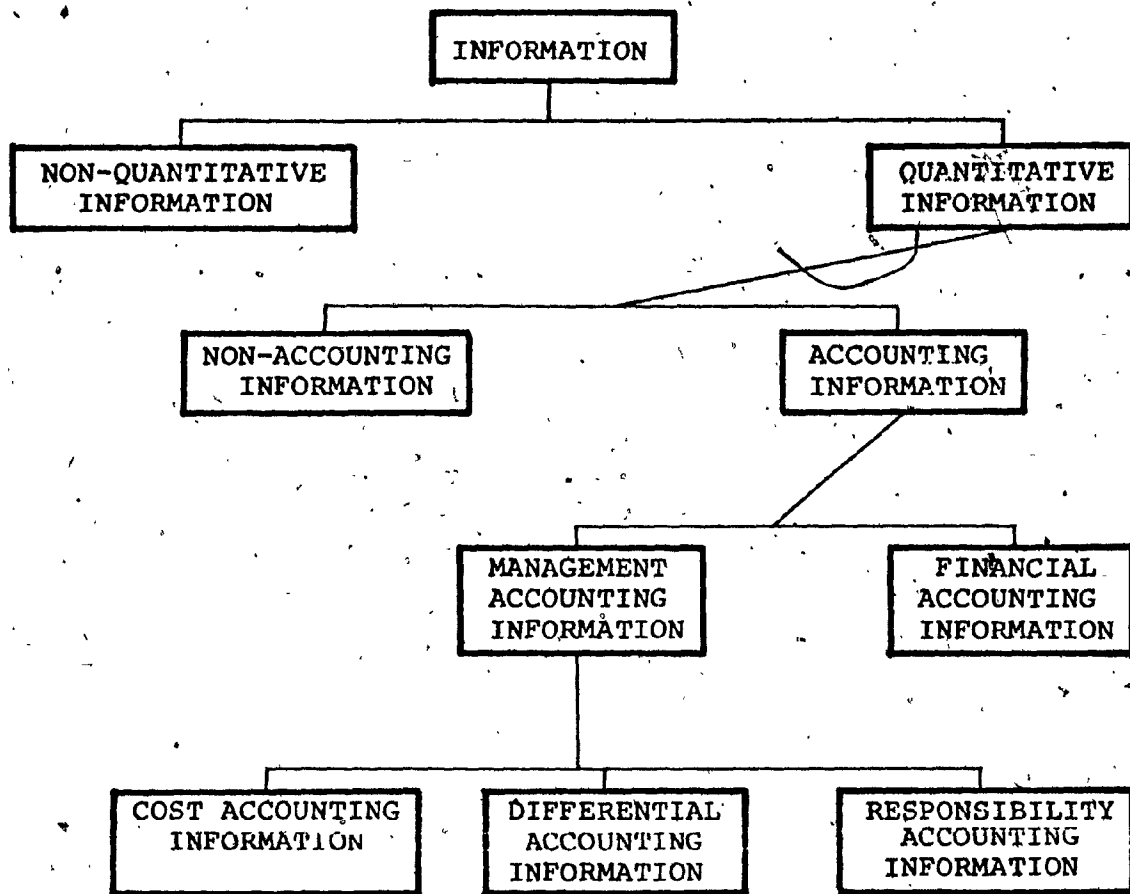 INFORMATION
NON-QUANTITATIVE
INFORMATION
QUANTITATIVE
INFORMATION
NON-ACCOUNTING
INFORMATION
ACCOUNTING
INFORMATION
MANAGEMENT
ACCOUNTING
INFORMATION
FINANCIAL
ACCOUNTING
INFORMATION
COST ACCOUNTING
INFORMATION
DIFFERENTIAL
ACCOUNTING
INFORMATION
RESPONSIBILITY
ACCOUNTING
INFORMATION